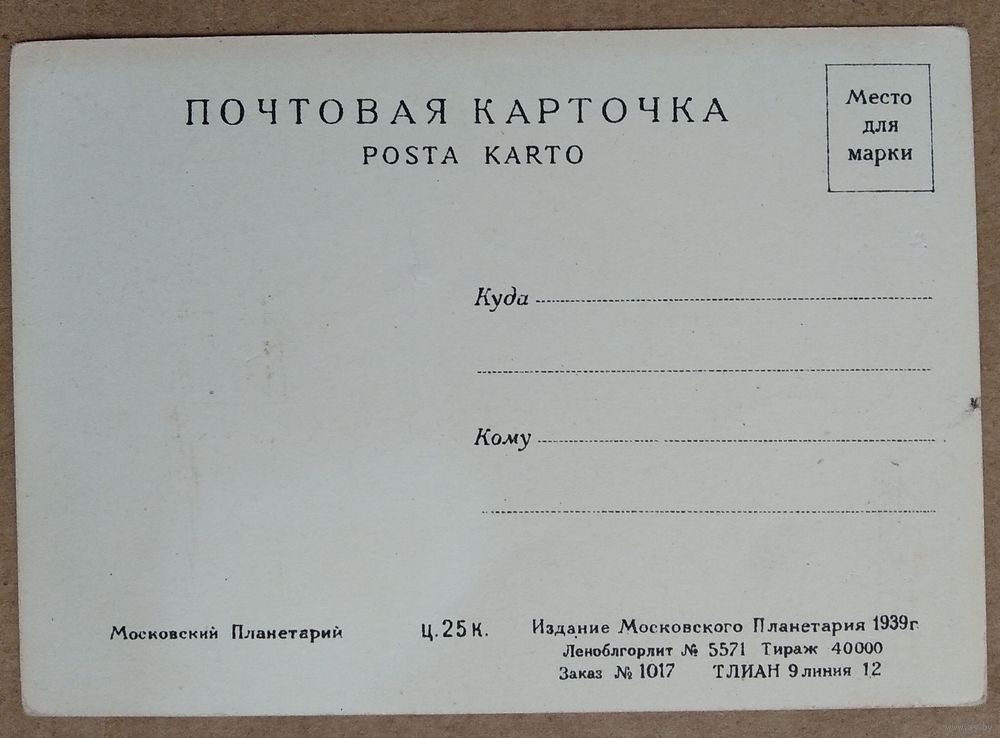 ПОЧТОВАЯ КАРТОЧКА
POSTA KARTO
Место
для
марки
Куда
Кому
Московский Планетарий
Ц. 25 к.
Издание Московского Планетария 1939г
Леноблгорлит № 5571 Тираж 40000
Заказ № 1017 ТЛИАН 9 линия 12